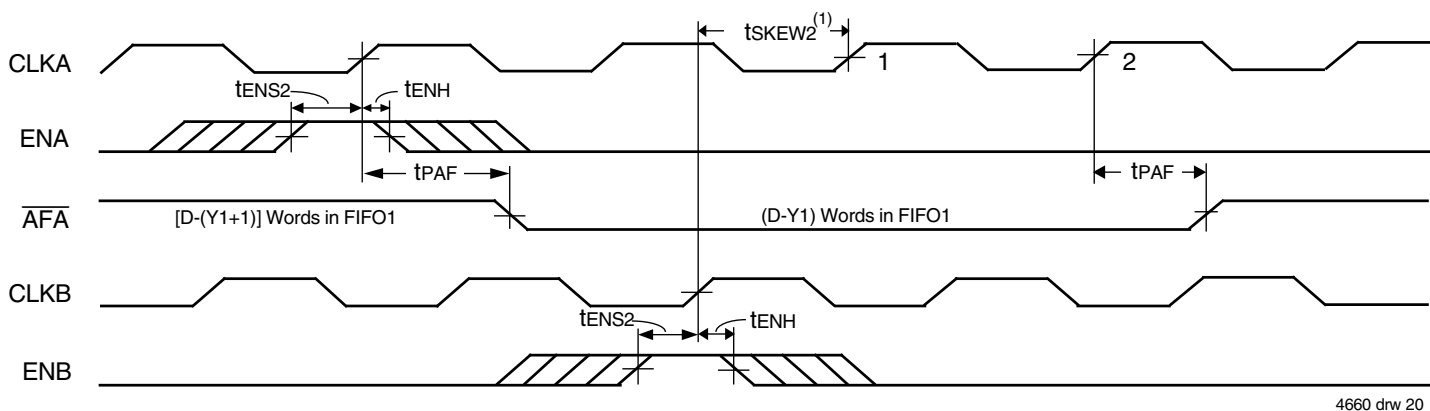 tSKEW2(1)
CLKA
1
2
tENS2
tENH
ENA
tPAF
tPAF
AFA
[D-(Y1+1)] Words in FIFO1
(D-Y1) Words in FIFO1
CLKB
tENS2
tENH
ENB
4660 drw 20